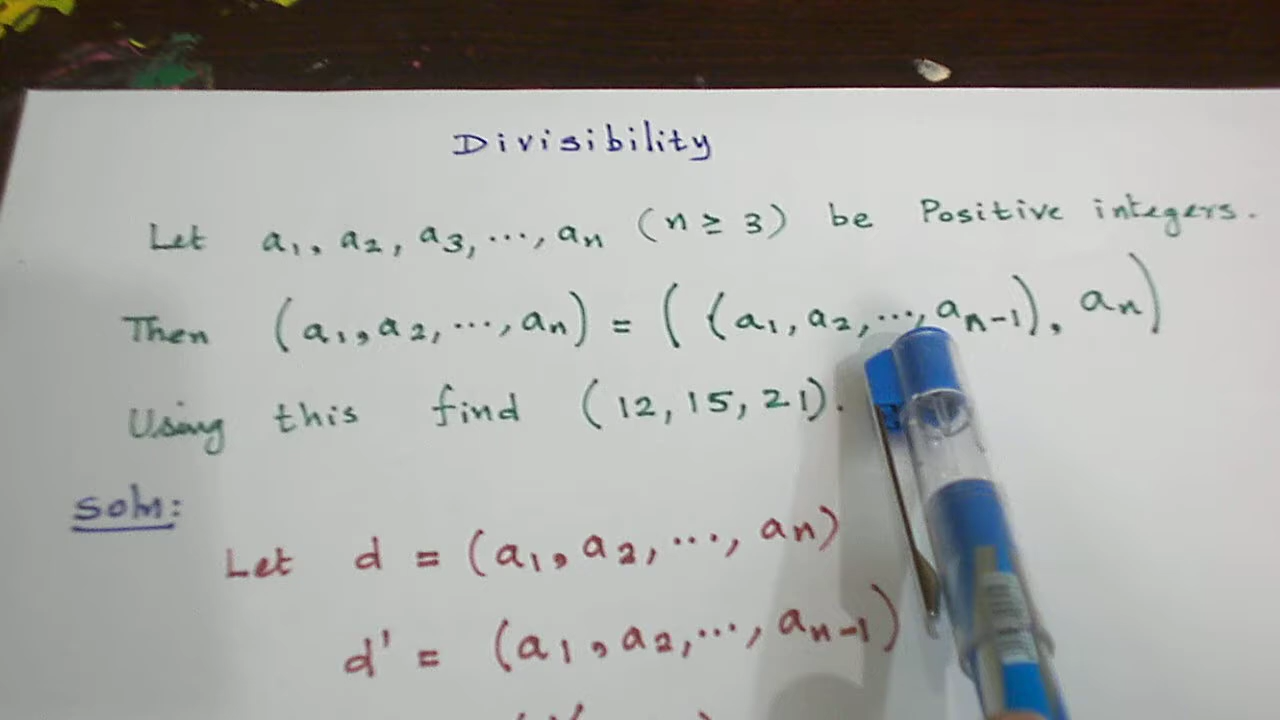 Divisibility
Let a₁, a₂, a₃, ..., aₙ (n ≥ 3) be Positive integers.
Then (a₁, a₂, ..., aₙ) = ((a₁, a₂, ..., aₙ₋₁), aₙ)
Using this find (12, 15, 21).
Soln:
Let d = (a₁, a₂, ..., aₙ)
d' = (a₁, a₂, ..., aₙ₋₁)